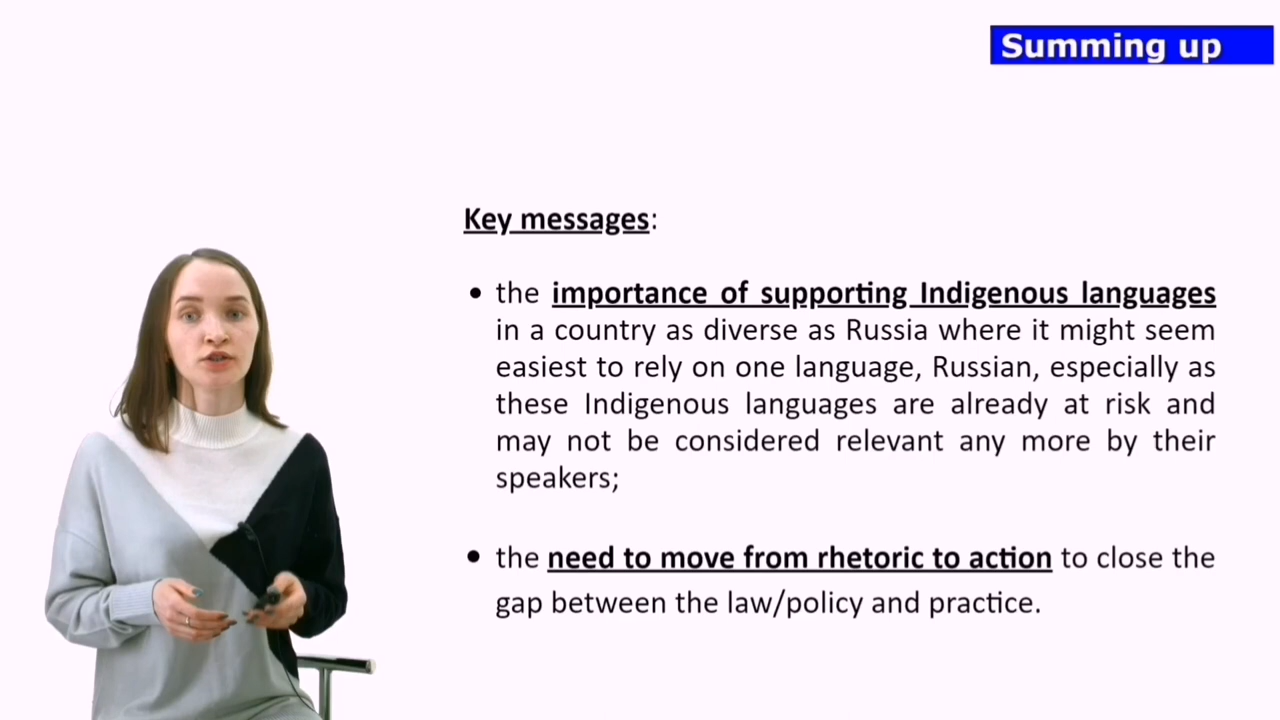 Summing up
Key messages:
• the importance of supporting Indigenous languages
in a country as diverse as Russia where it might seem
easiest to rely on one language, Russian, especially as
these Indigenous languages are already at risk and
may not be considered relevant any more by their
speakers;
• the need to move from rhetoric to action to close the
gap between the law/policy and practice.